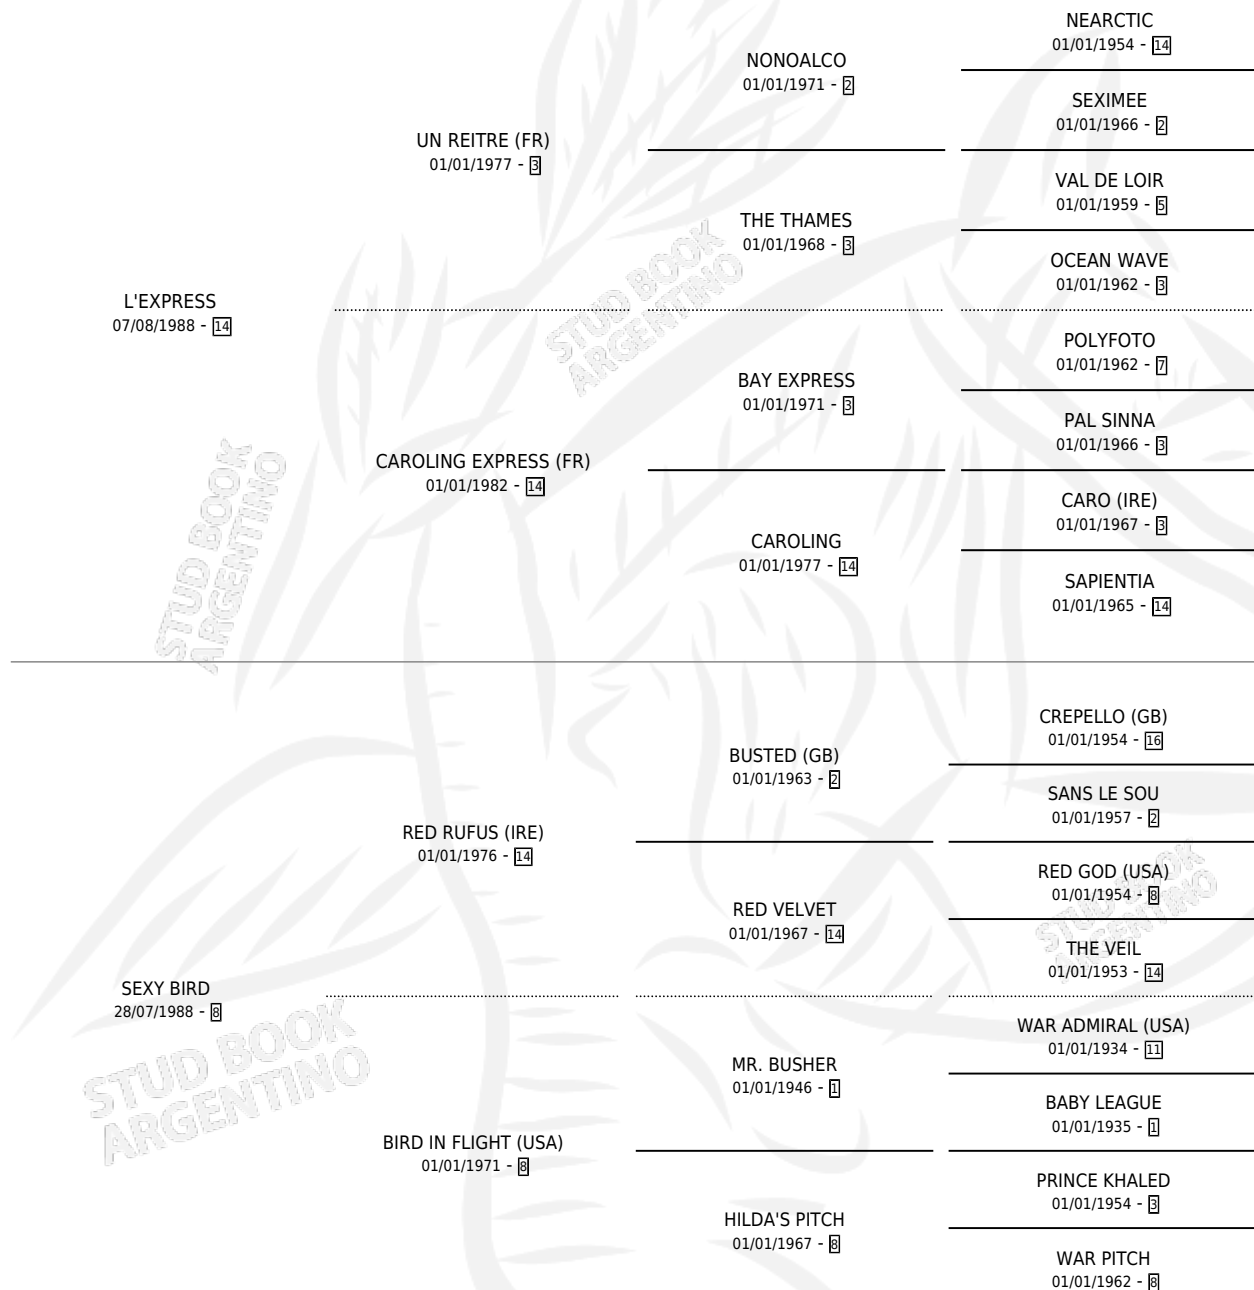 NEARCTIC
01/01/1954 - 14
NONOALCO
01/01/1971 - 2
SEXIMEE
01/01/1966 - 2
UN REITRE (FR)
01/01/1977 - 3
VAL DE LOIR
01/01/1959 - 5
THE THAMES
01/01/1968 - 3
OCEAN WAVE
01/01/1962 - 3
L'EXPRESS
07/08/1988 - 14
STUD BOOK
ARGENTINO
POLYFOTO
01/01/1962 - 7
BAY EXPRESS
01/01/1971 - 3
PAL SINNA
01/01/1966 - 3
CAROLING EXPRESS (FR)
01/01/1982 - 14
CARO (IRE)
01/01/1967 - 3
CAROLING
01/01/1977 - 14
SAPIENTIA
01/01/1965 - 14
STUD BOOK
ARGENTINO
CREPELLO (GB)
01/01/1954 - 16
BUSTED (GB)
01/01/1963 - 2
SANS LE SOU
01/01/1957 - 2
RED RUFUS (IRE)
01/01/1976 - 14
RED GOD (USA)
01/01/1954 - 8
RED VELVET
01/01/1967 - 14
STUD BOOK
ARGENTINO
THE VEIL
01/01/1953 - 14
SEXY BIRD
28/07/1988 - 8
STUD BOOK
ARGENTINO
WAR ADMIRAL (USA)
01/01/1934 - 11
MR. BUSHER
01/01/1946 - 1
BABY LEAGUE
01/01/1935 - 1
BIRD IN FLIGHT (USA)
01/01/1971 - 8
PRINCE KHALED
01/01/1954 - 3
HILDA'S PITCH
01/01/1967 - 8
WAR PITCH
01/01/1962 - 8